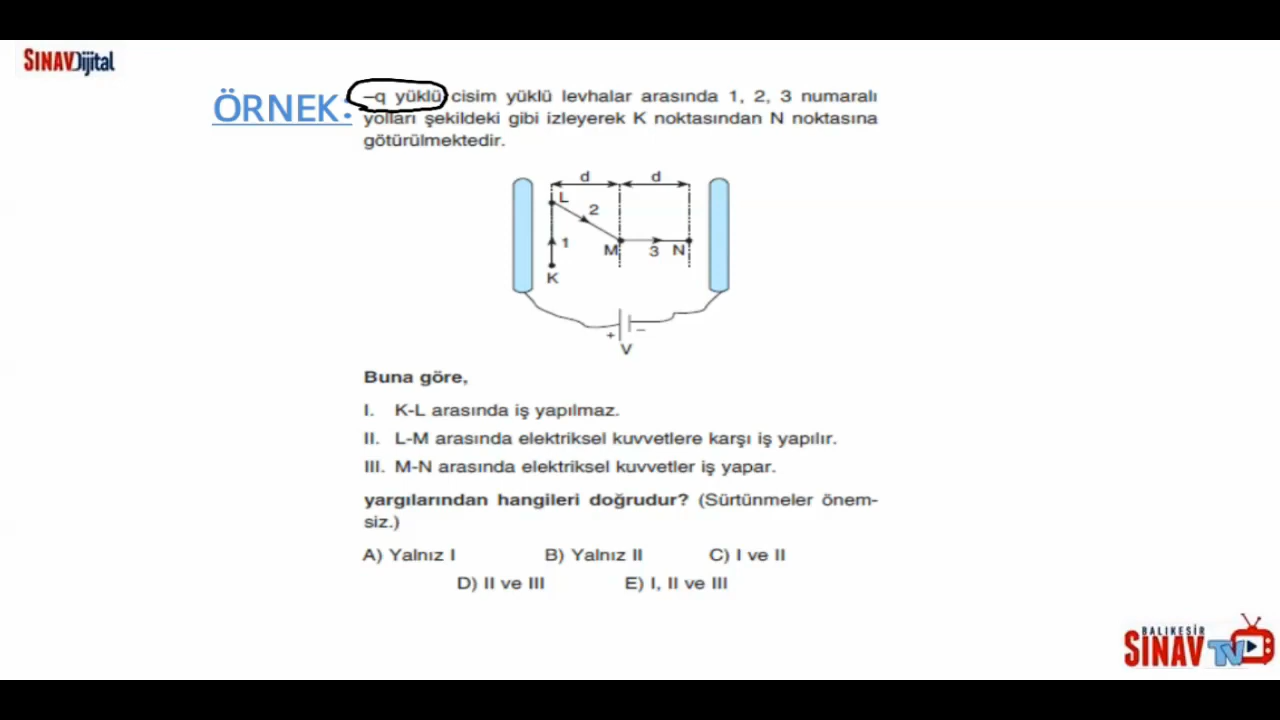 SINAVDijital
ÖRNEK:
–q yüklü cisim yüklü levhalar arasında 1, 2, 3 numaralı
yolları şekildeki gibi izleyerek K noktasından N noktasına
götürülmektedir.
d d
L
2
1
M 3 N
K
+ –
V
Buna göre,
I. K-L arasında iş yapılmaz.
II. L-M arasında elektriksel kuvvetlere karşı iş yapılır.
III. M-N arasında elektriksel kuvvetler iş yapar.
yargılarından hangileri doğrudur? (Sürtünmeler önem-
siz.)
A) Yalnız I B) Yalnız II C) I ve II
D) II ve III E) I, II ve III
BALIKESİR
SINAV TV